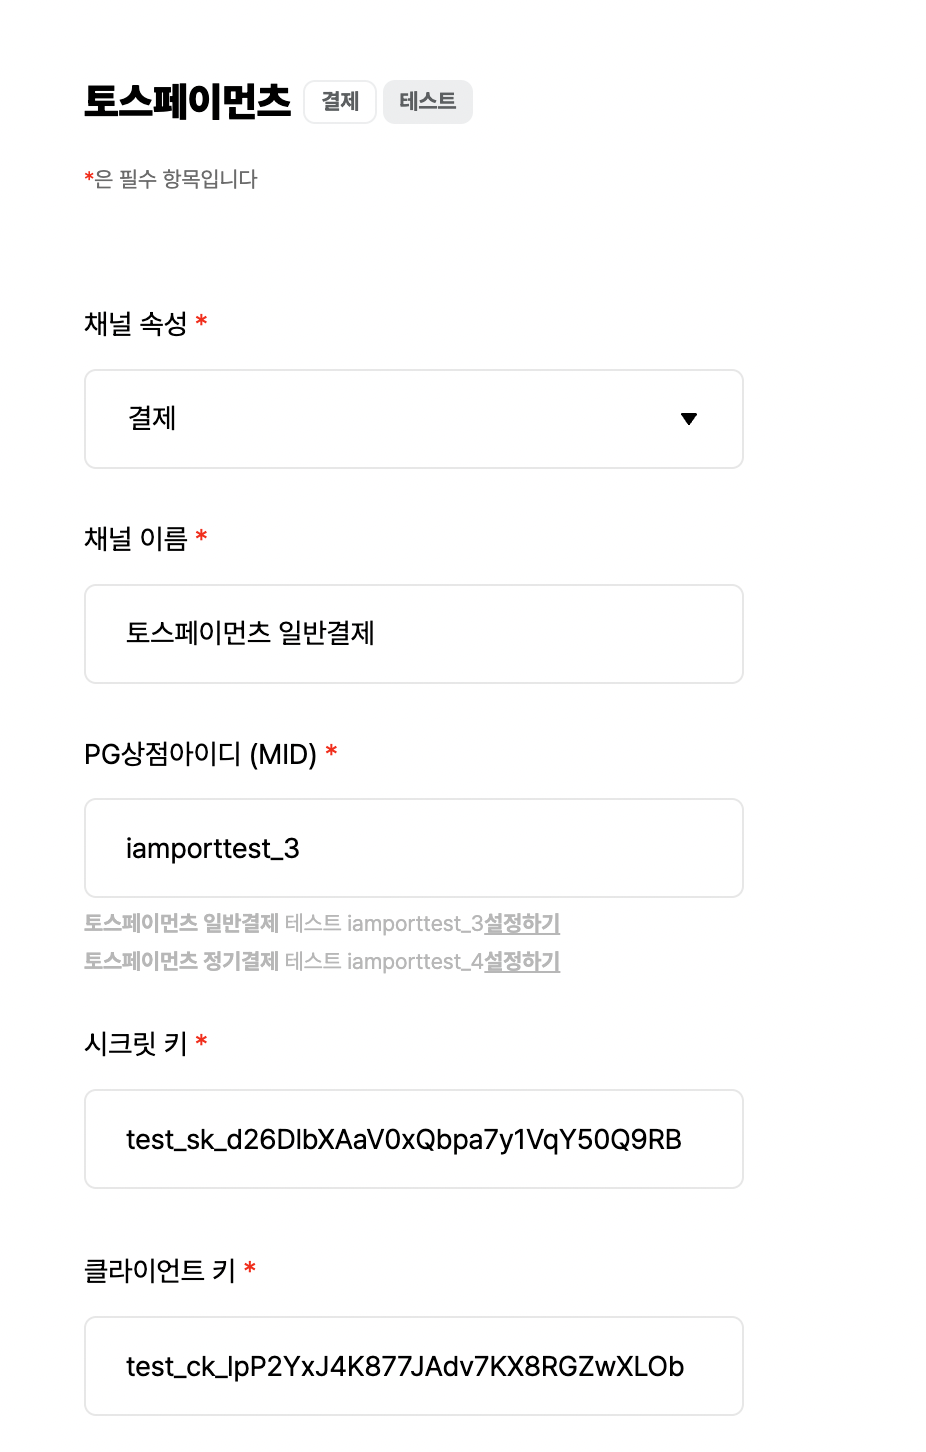 토스페이먼츠 결제 테스트
*은 필수 항목입니다
채널 속성 *
결제
채널 이름 *
토스페이먼츠 일반결제
PG상점아이디 (MID) *
iamporttest_3
토스페이먼츠 일반결제 테스트 iamporttest_3설정하기
토스페이먼츠 정기결제 테스트 iamporttest_4설정하기
시크릿 키 *
test_sk_d26DlbXAaV0xQbpa7y1VqY50Q9RB
클라이언트 키 *
test_ck_lpP2YxJ4K877JAdv7KX8RGZwXLOb